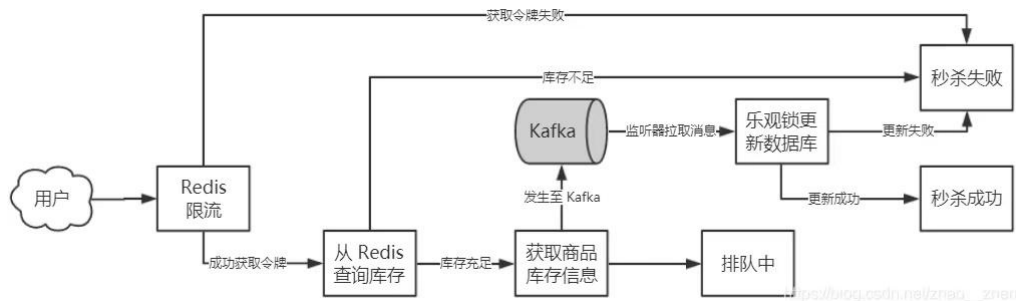 获取令牌失败
库存不足
秒杀失败
Kafka
监听器拉取消息
乐观锁更
新数据库
更新失败
用户
Redis
限流
发生至 Kafka
更新成功
秒杀成功
成功获取令牌
从 Redis
查询库存
库存充足
获取商品
库存信息
排队中